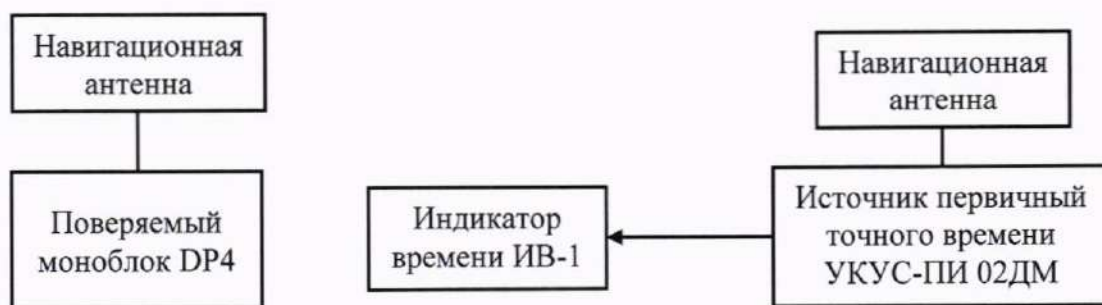 Навигационная
антенна
Навигационная
антенна
Поверяемый
моноблок DP4
Индикатор
времени ИВ-1
Источник первичный
точного времени
УКУС-ПИ 02ДМ